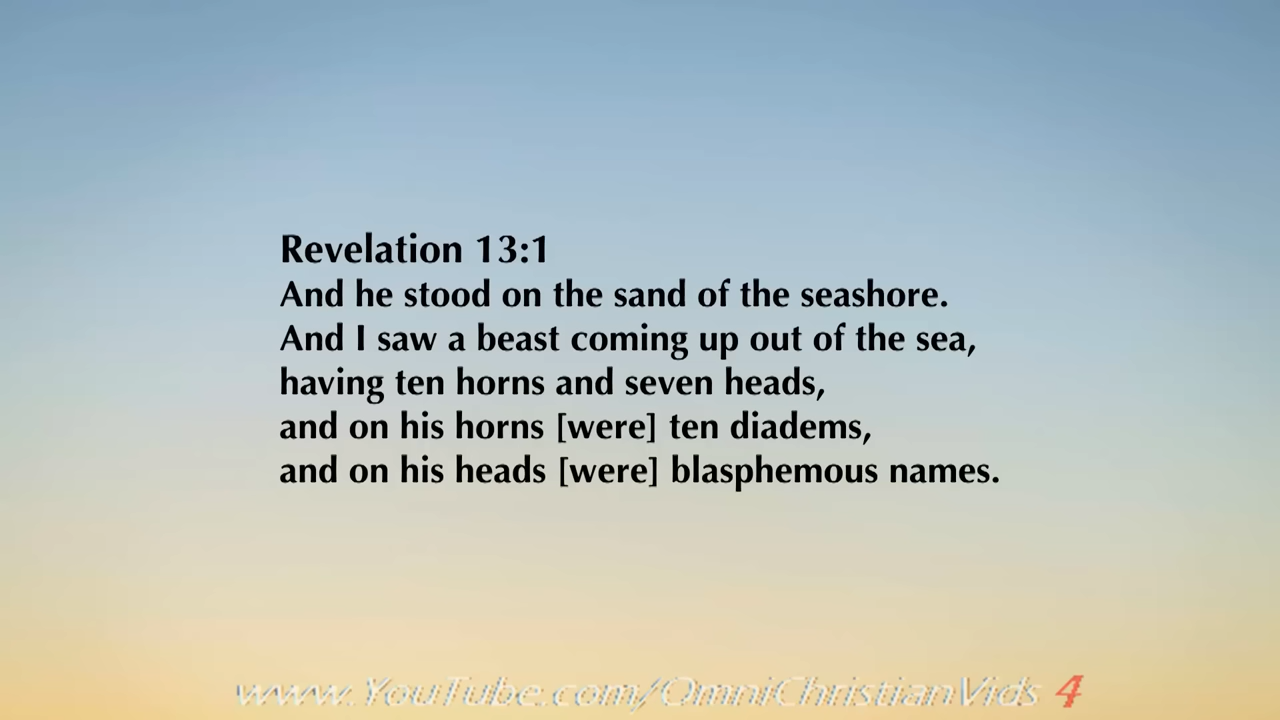 Revelation 13:1
And he stood on the sand of the seashore.
And I saw a beast coming up out of the sea,
having ten horns and seven heads,
and on his horns [were] ten diadems,
and on his heads [were] blasphemous names.
www.YouTube.com/OmniChristianVids 4